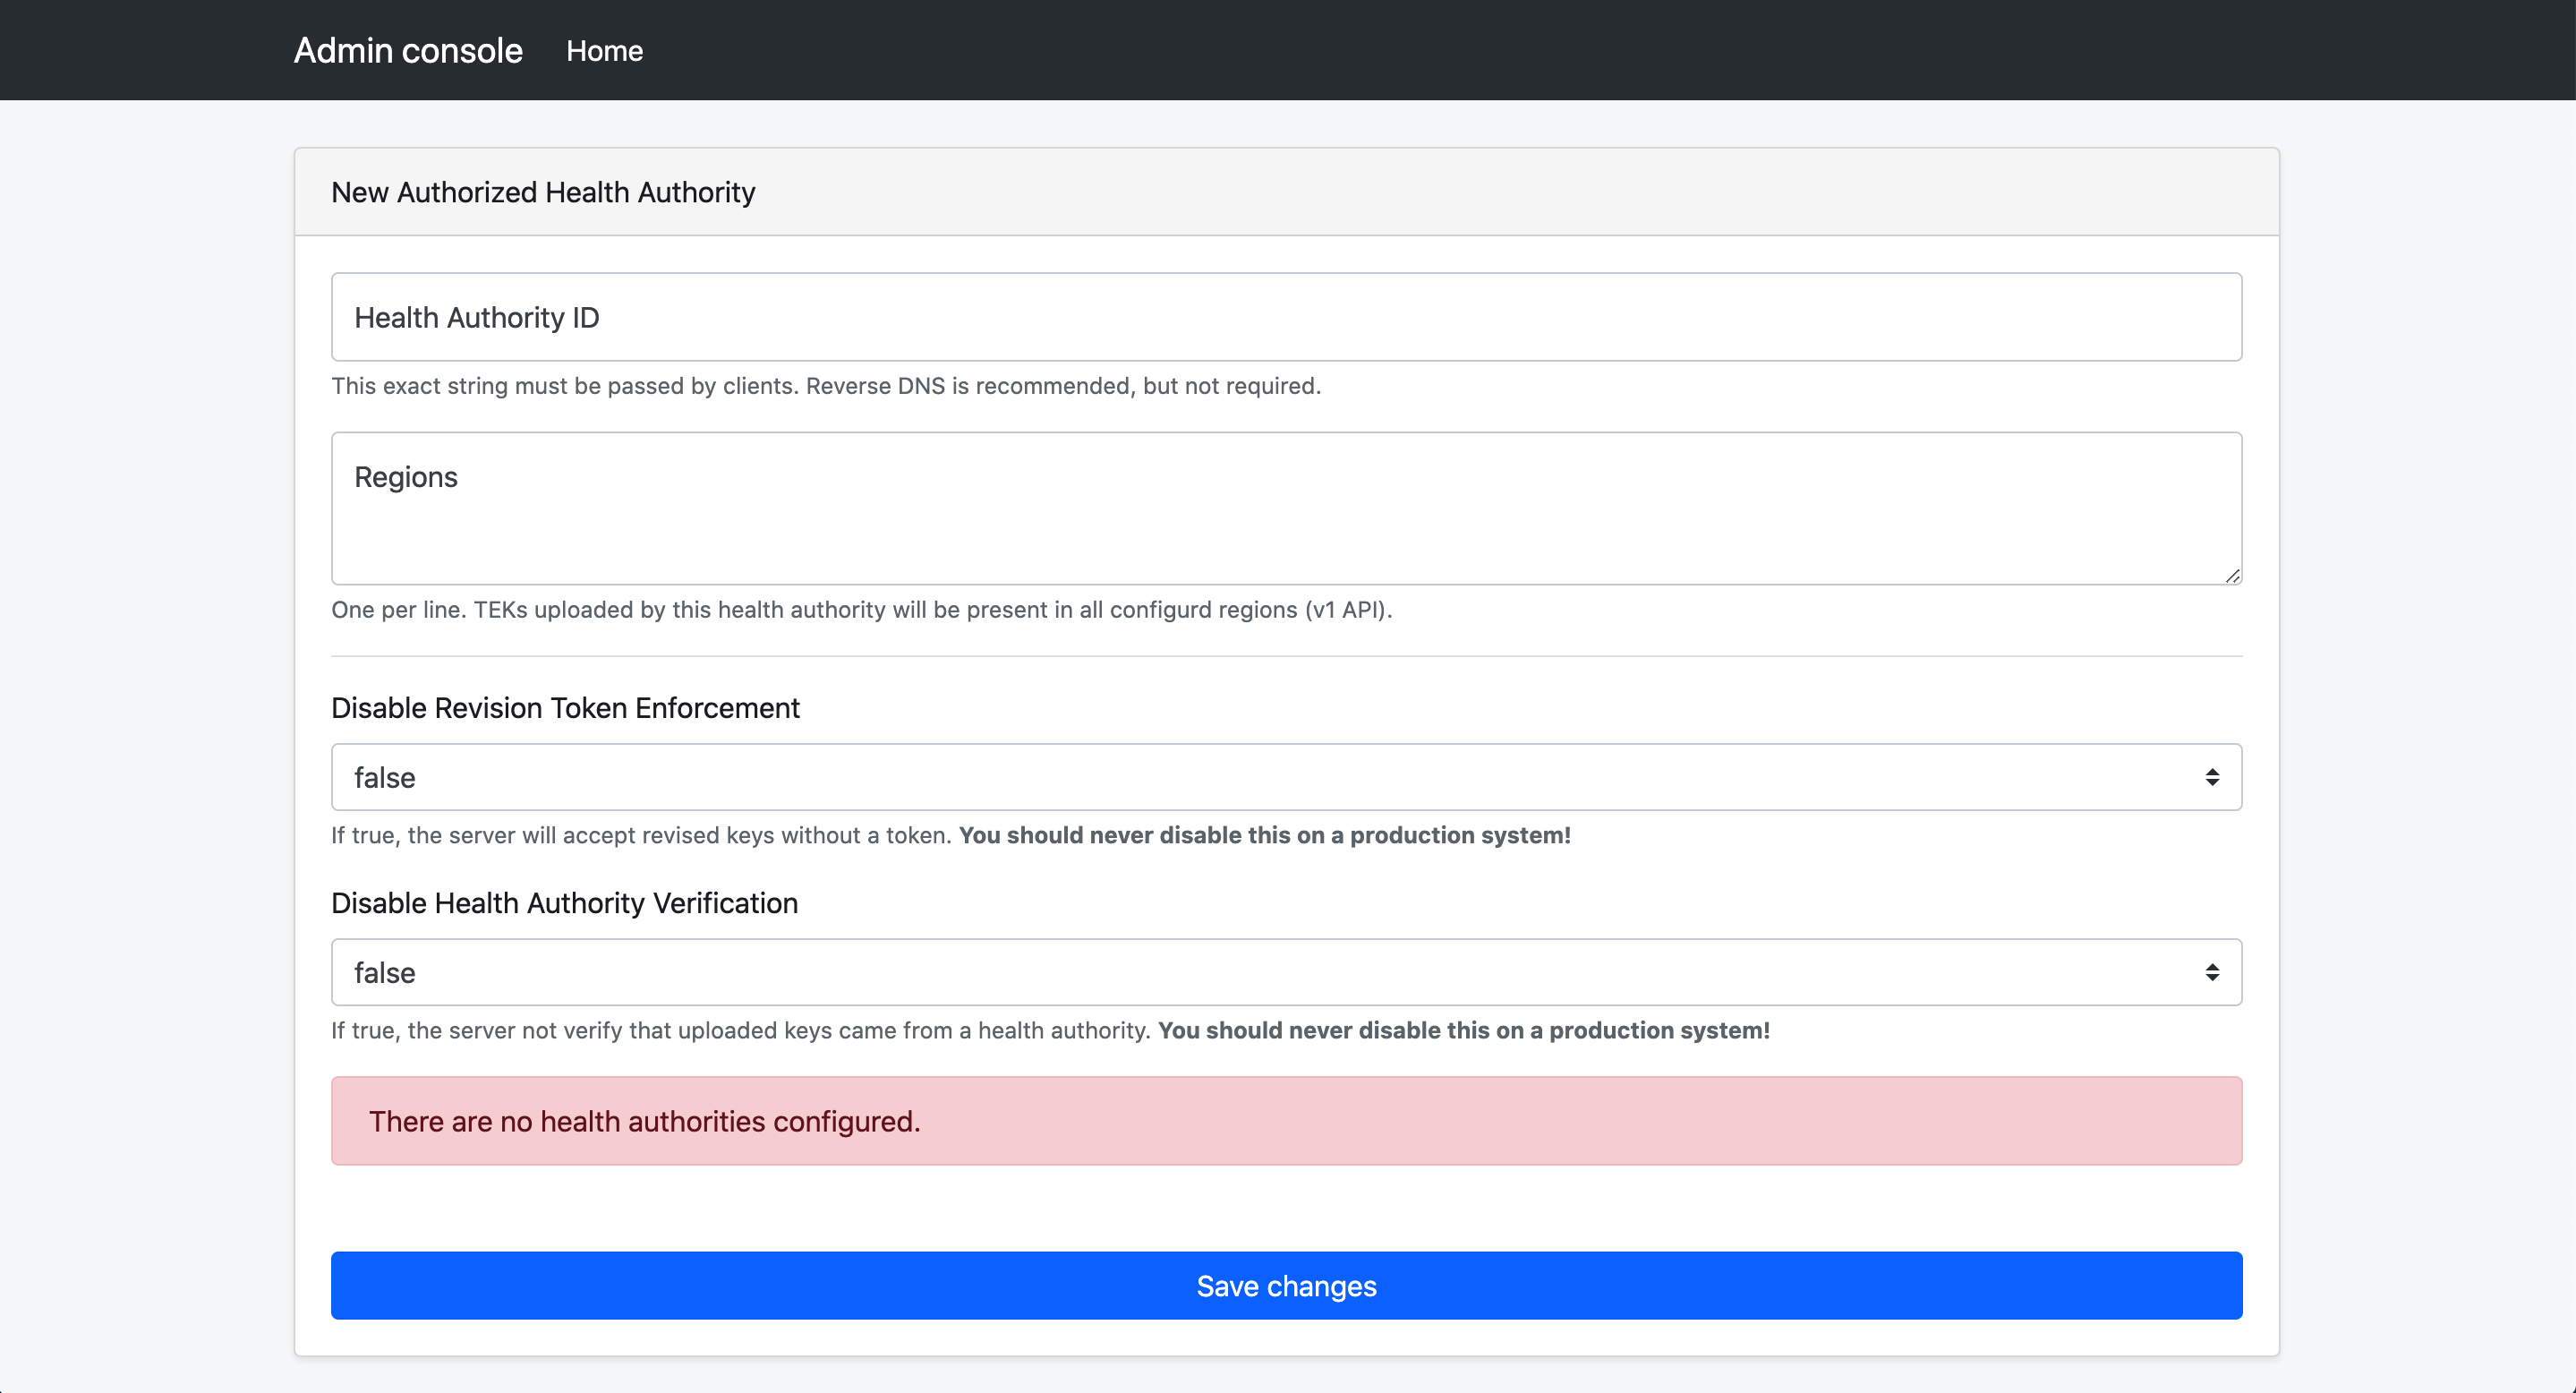 Admin console Home
New Authorized Health Authority
Health Authority ID
This exact string must be passed by clients. Reverse DNS is recommended, but not required.
Regions
One per line. TEKs uploaded by this health authority will be present in all configurd regions (v1 API).
Disable Revision Token Enforcement
false
If true, the server will accept revised keys without a token. You should never disable this on a production system!
Disable Health Authority Verification
false
If true, the server not verify that uploaded keys came from a health authority. You should never disable this on a production system!
There are no health authorities configured.
Save changes